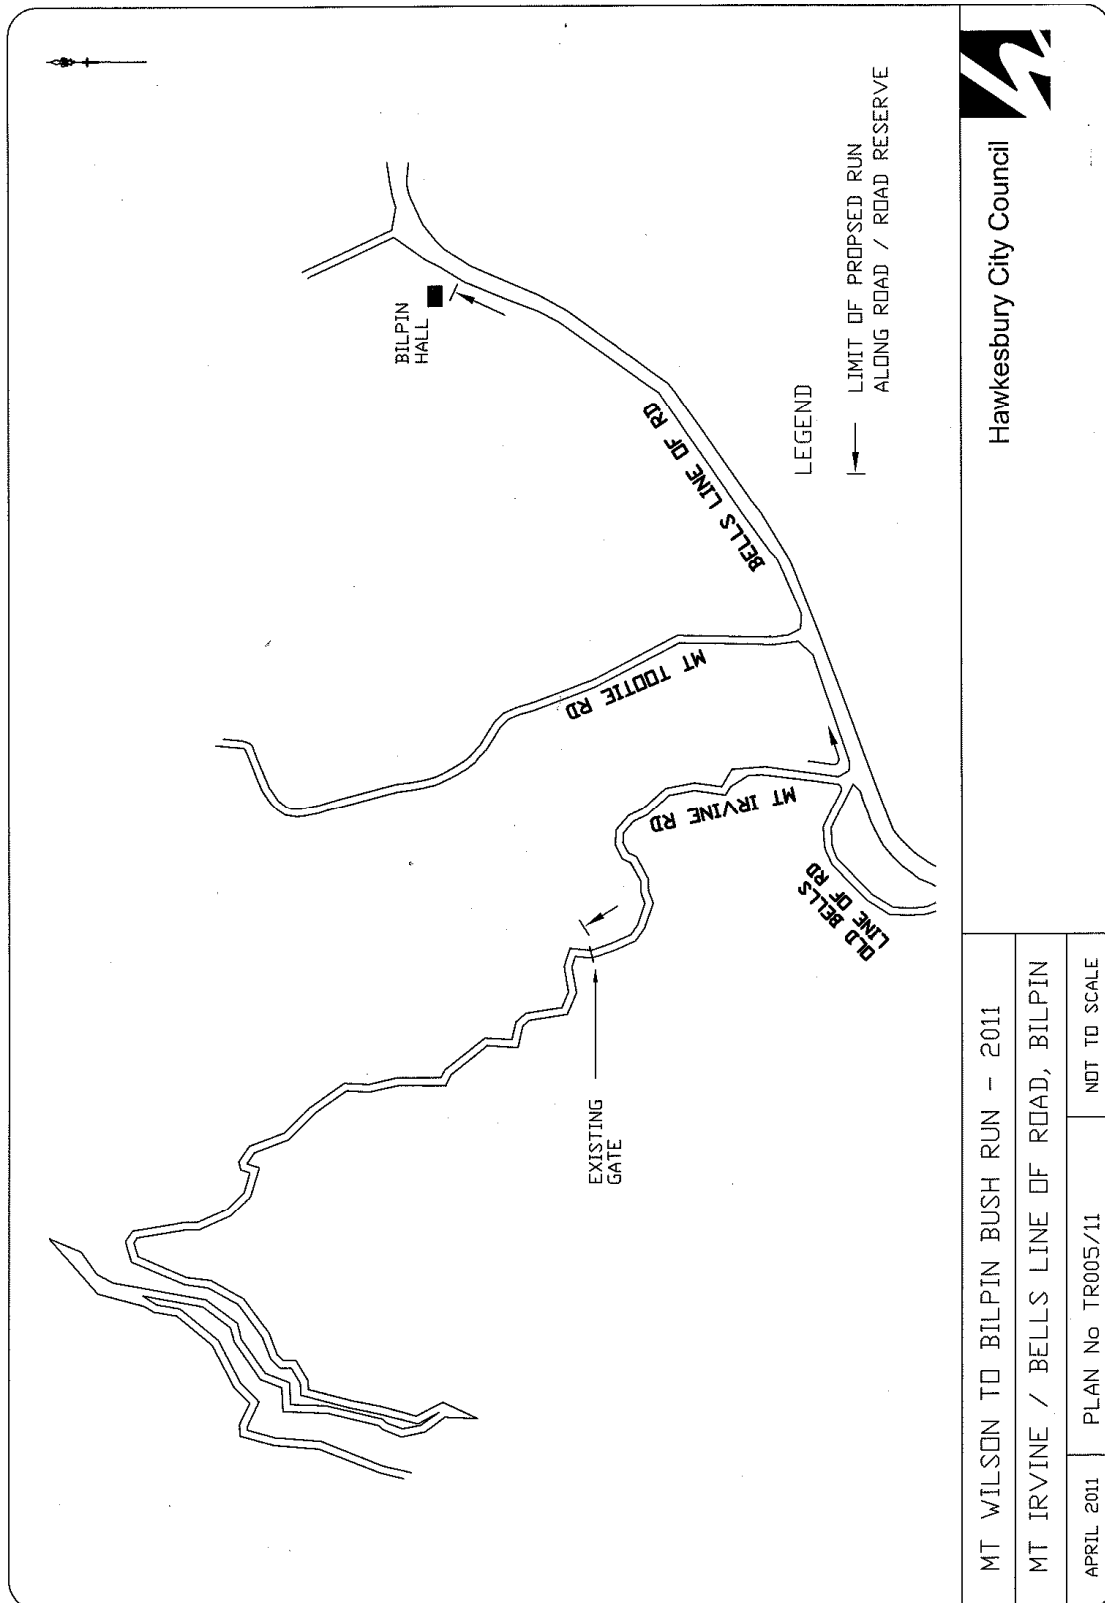 BILPIN
HALL
BELLS LINE OF RD
MT TOOTIE RD
MT IRVINE RD
OLD BELLS
LINE OF RD
EXISTING
GATE
LEGEND
LIMIT OF PROPSED RUN
ALONG ROAD / ROAD RESERVE
MT WILSON TO BILPIN BUSH RUN - 2011
MT IRVINE / BELLS LINE OF ROAD, BILPIN
APRIL 2011
PLAN No TR005/11
NOT TO SCALE
Hawkesbury City Council